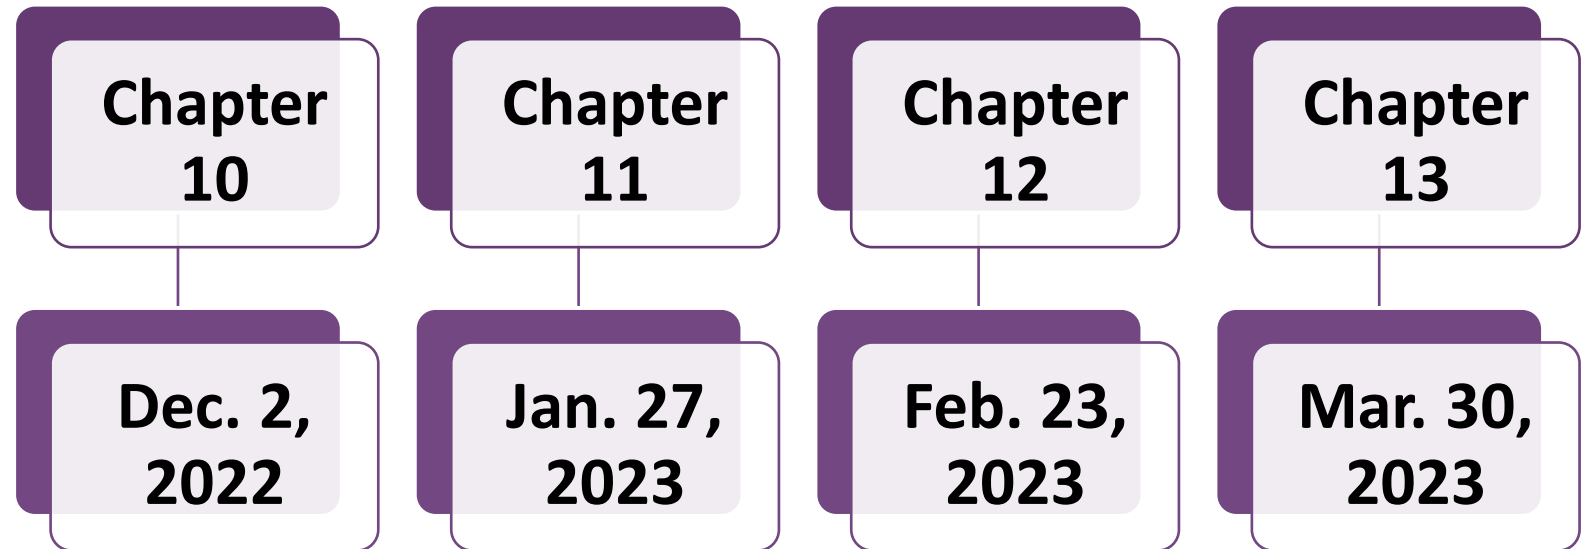 Chapter
10
Chapter
11
Chapter
12
Chapter
13
Dec. 2,
2022
Jan. 27,
2023
Feb. 23,
2023
Mar. 30,
2023